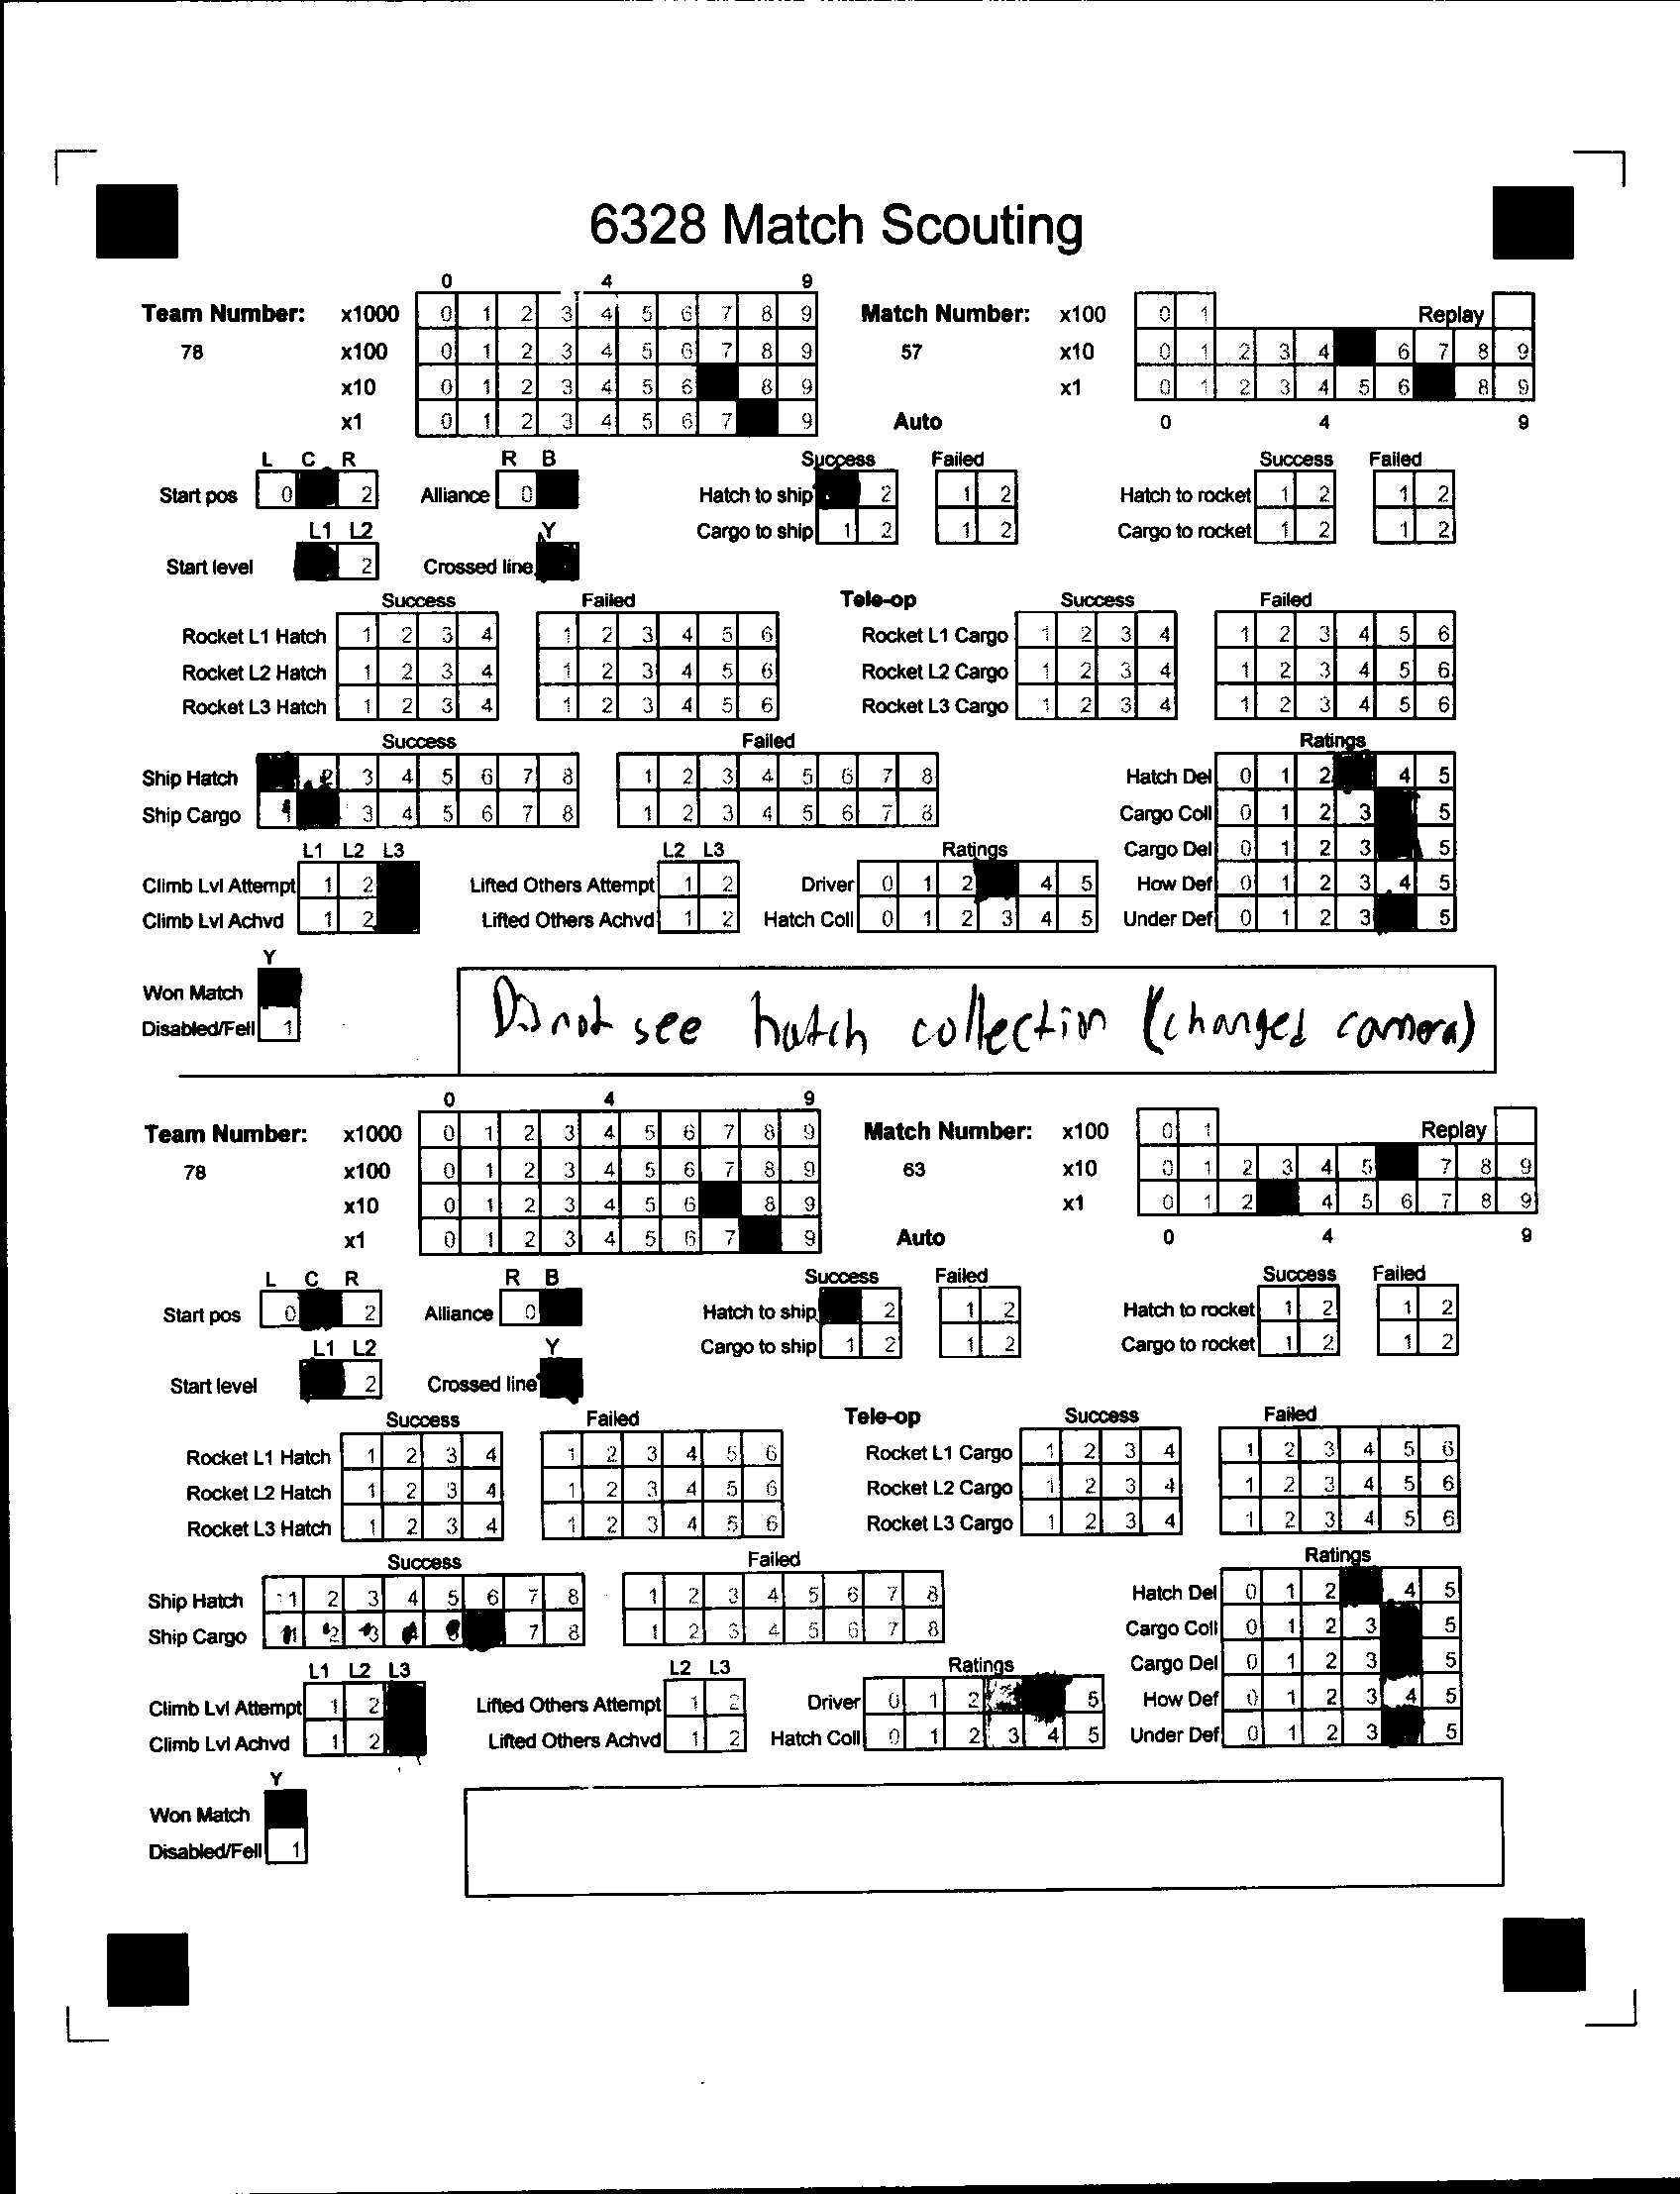 6328 Match Scouting
0 4 9
Team Number: x1000 0 1 2 3 4 5 6 7 8 9 Match Number: x100 0 1 Replay
78 x100 0 1 2 3 4 5 6 7 8 9 57 x10 0 1 2 3 4 6 7 8 9
x10 0 1 2 3 4 5 6 8 9 x1 0 1 2 3 4 5 6 8 9
x1 0 1 2 3 4 5 6 7 9 Auto 0 4 9
L C R R B Success Failed Success Failed
Start pos 0 2 Alliance 0 Hatch to ship 2 1 2 Hatch to rocket 1 2 1 2
Cargo to ship 1 2 1 2 Cargo to rocket 1 2 1 2
L1 L2 Y
Start level 2 Crossed line
Success Failed Tele-op Success Failed
Rocket L1 Hatch 1 2 3 4 1 2 3 4 5 6 Rocket L1 Cargo 1 2 3 4 1 2 3 4 5 6
Rocket L2 Hatch 1 2 3 4 1 2 3 4 5 6 Rocket L2 Cargo 1 2 3 4 1 2 3 4 5 6
Rocket L3 Hatch 1 2 3 4 1 2 3 4 5 6 Rocket L3 Cargo 1 2 3 4 1 2 3 4 5 6
Success Failed Ratings
Ship Hatch 2 3 4 5 6 7 8 1 2 3 4 5 6 7 8 Hatch Del 0 1 2 4 5
Ship Cargo 1 3 4 5 6 7 8 1 2 3 4 5 6 7 8 Cargo Coll 0 1 2 3 5
L1 L2 L3 L2 L3 Ratings Cargo Del 0 1 2 3 5
Climb Lvl Attempt 1 2 Lifted Others Attempt 1 2 Driver 0 1 2 4 5 How Def 0 1 2 3 4 5
Climb Lvl Achvd 1 2 Lifted Others Achvd 1 2 Hatch Coll 0 1 2 3 4 5 Under Def 0 1 2 3 5
Y
Won Match
Disabled/Fell 1
not see hatch collection (changed camera)
0 4 9
Team Number: x1000 0 1 2 3 4 5 6 7 8 9 Match Number: x100 0 1 Replay
78 x100 0 1 2 3 4 5 6 7 8 9 63 x10 0 1 2 3 4 5 7 8 9
x10 0 1 2 3 4 5 6 8 9 x1 0 1 2 4 5 6 7 8 9
x1 0 1 2 3 4 5 6 7 9 Auto 0 4 9
L C R R B Success Failed Success Failed
Start pos 0 2 Alliance 0 Hatch to ship 2 1 2 Hatch to rocket 1 2 1 2
Cargo to ship 1 2 1 2 Cargo to rocket 1 2 1 2
L1 L2 Y
Start level 2 Crossed line
Success Failed Tele-op Success Failed
Rocket L1 Hatch 1 2 3 4 1 2 3 4 5 6 Rocket L1 Cargo 1 2 3 4 1 2 3 4 5 6
Rocket L2 Hatch 1 2 3 4 1 2 3 4 5 6 Rocket L2 Cargo 1 2 3 4 1 2 3 4 5 6
Rocket L3 Hatch 1 2 3 4 1 2 3 4 5 6 Rocket L3 Cargo 1 2 3 4 1 2 3 4 5 6
Success Failed Ratings
Ship Hatch 1 2 3 4 5 6 7 8 1 2 3 4 5 6 7 8 Hatch Del 0 1 2 4 5
Ship Cargo 1 2 3 4 7 8 1 2 3 4 5 6 7 8 Cargo Coll 0 1 2 3 5
L1 L2 L3 L2 L3 Ratings Cargo Del 0 1 2 3 5
Climb Lvl Attempt 1 2 Lifted Others Attempt 1 2 Driver 0 1 2 5 How Def 0 1 2 3 4 5
Climb Lvl Achvd 1 2 Lifted Others Achvd 1 2 Hatch Coll 0 1 2 3 4 5 Under Def 0 1 2 3 5
Y
Won Match
Disabled/Fell 1